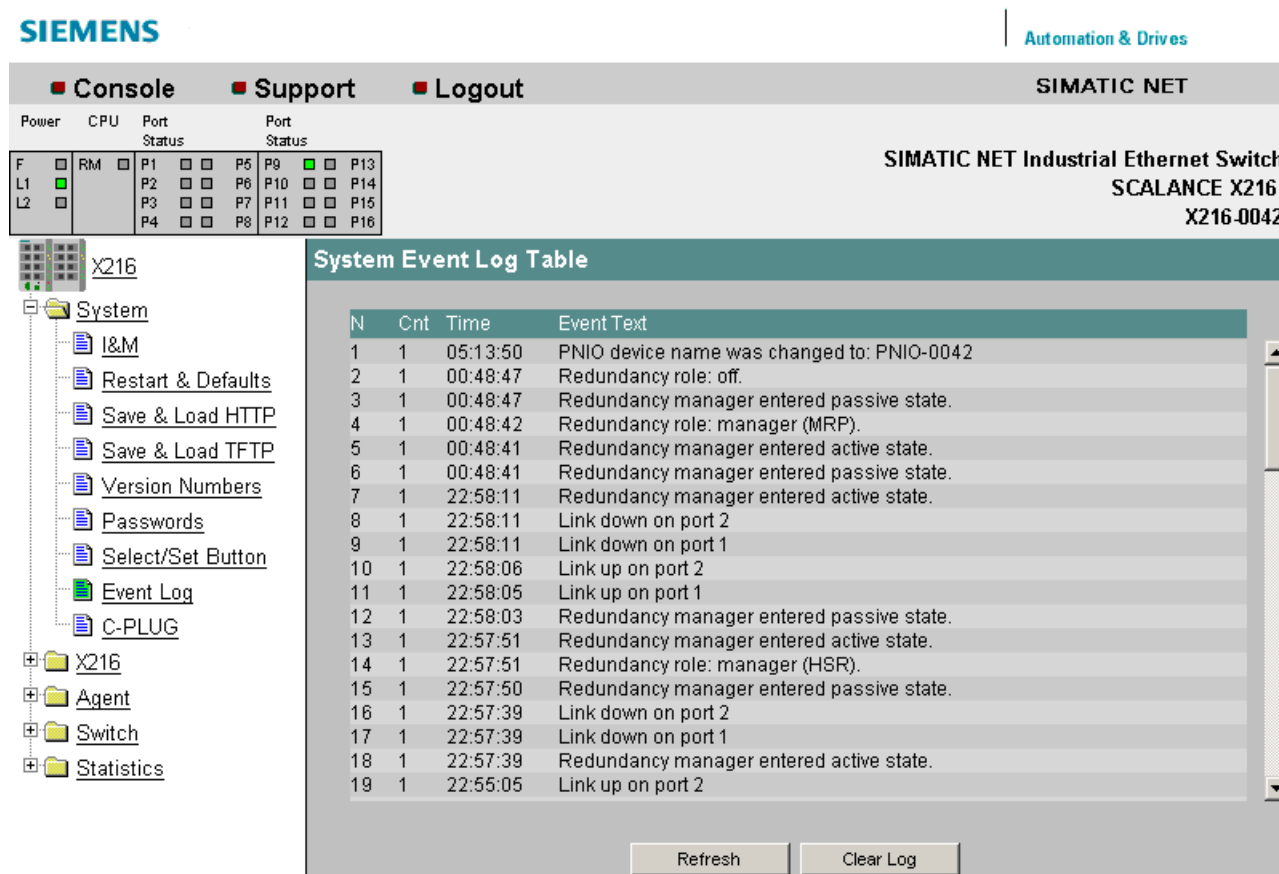 SIEMENS
Automation & Drives
Console Support Logout SIMATIC NET
Power CPU Port Status Port Status
F RM P1 P5 P9 P13
L1 P2 P6 P10 P14
L2 P3 P7 P11 P15
P4 P8 P12 P16
SIMATIC NET Industrial Ethernet Switch
SCALANCE X216
X216-0042
X216
System
I&M
Restart & Defaults
Save & Load HTTP
Save & Load TFTP
Version Numbers
Passwords
Select/Set Button
Event Log
C-PLUG
X216
Agent
Switch
Statistics
System Event Log Table
N Cnt Time Event Text
1 1 05:13:50 PNIO device name was changed to: PNIO-0042
2 1 00:48:47 Redundancy role: off.
3 1 00:48:47 Redundancy manager entered passive state.
4 1 00:48:42 Redundancy role: manager (MRP).
5 1 00:48:41 Redundancy manager entered active state.
6 1 00:48:41 Redundancy manager entered passive state.
7 1 22:58:11 Redundancy manager entered active state.
8 1 22:58:11 Link down on port 2
9 1 22:58:11 Link down on port 1
10 1 22:58:06 Link up on port 2
11 1 22:58:05 Link up on port 1
12 1 22:58:03 Redundancy manager entered passive state.
13 1 22:57:51 Redundancy manager entered active state.
14 1 22:57:51 Redundancy role: manager (HSR).
15 1 22:57:50 Redundancy manager entered passive state.
16 1 22:57:39 Link down on port 2
17 1 22:57:39 Link down on port 1
18 1 22:57:39 Redundancy manager entered active state.
19 1 22:55:05 Link up on port 2
Refresh Clear Log